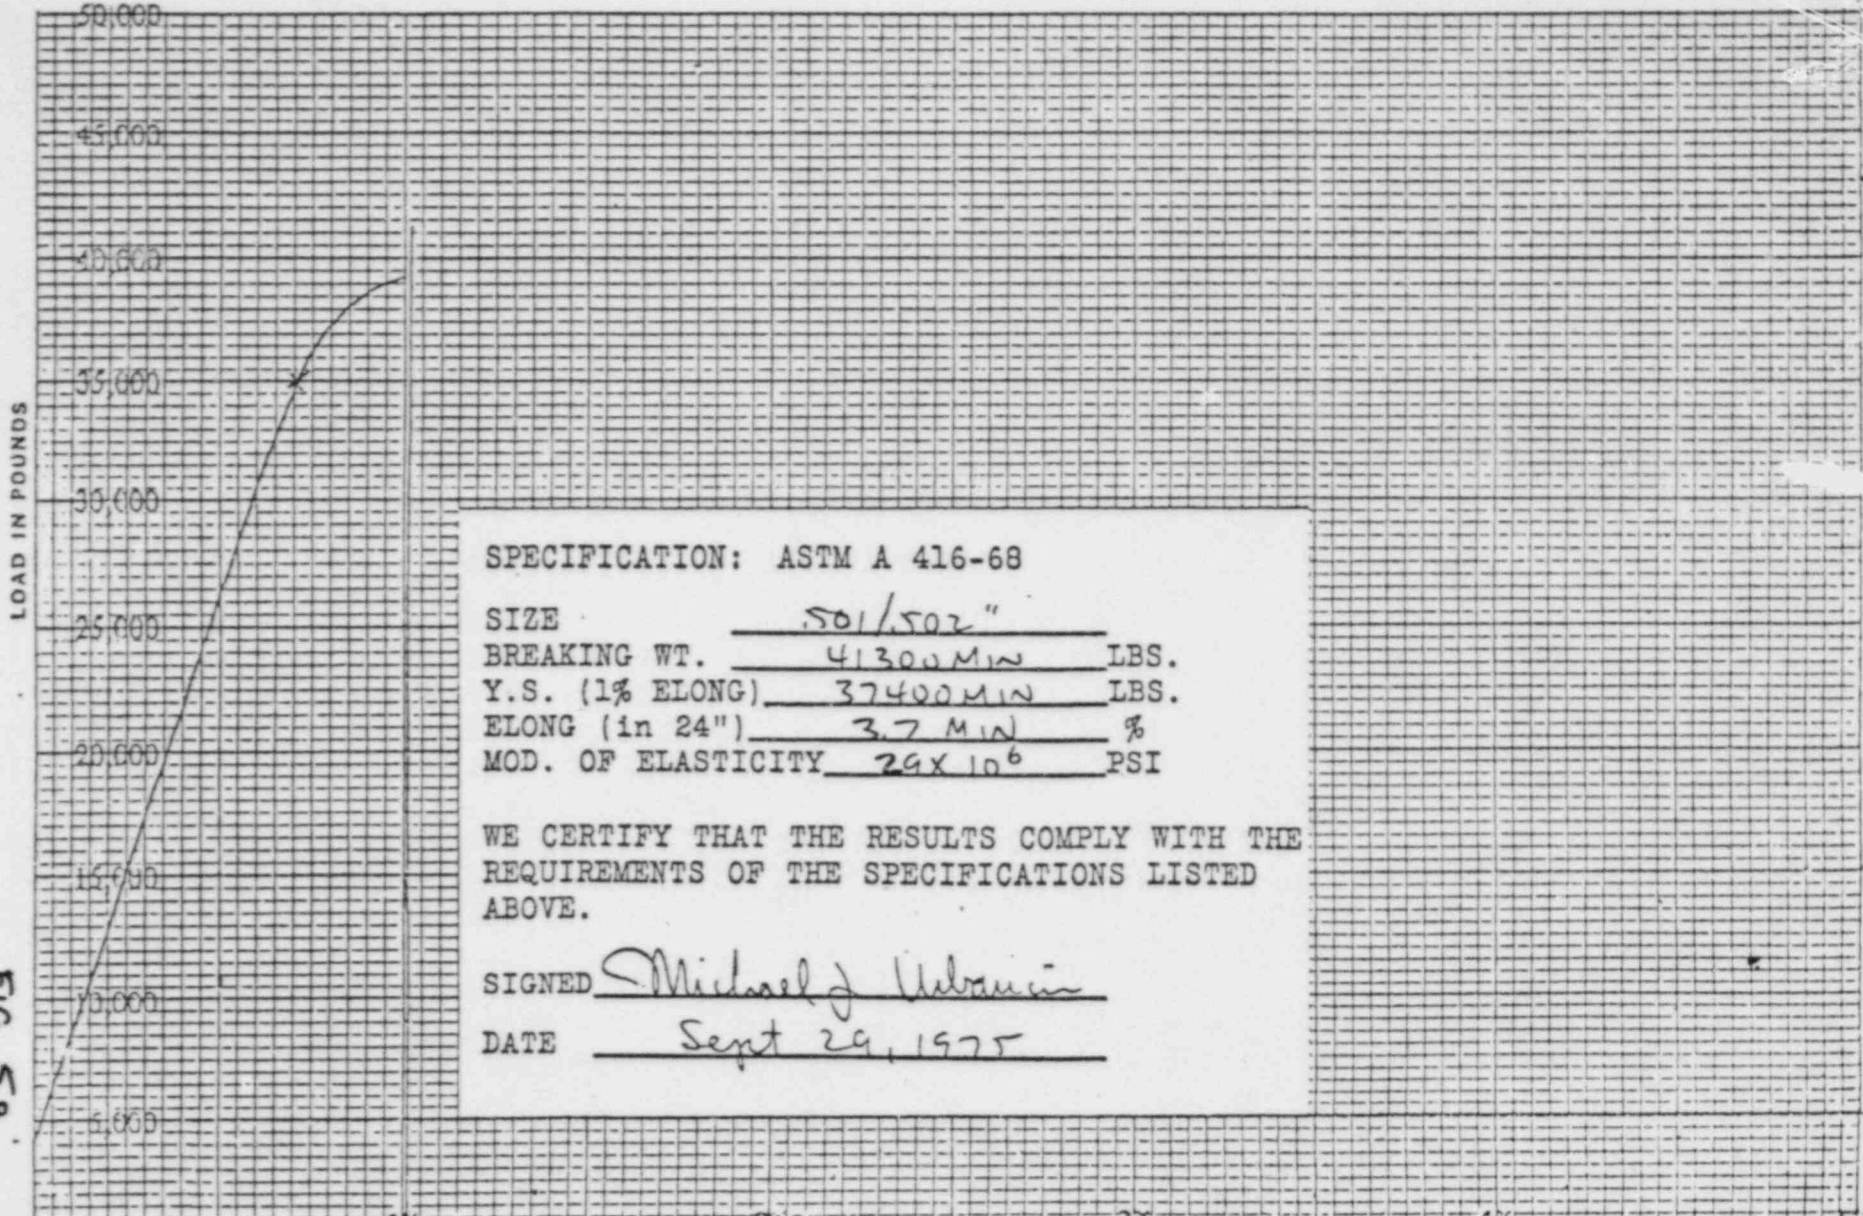 50,000
45,000
40,000
35,000
30,000
25,000
20,000
15,000
10,000
5,000
LOAD IN POUNDS
SPECIFICATION: ASTM A 416-68
SIZE .501/.502"
BREAKING WT. 41300 MIN LBS.
Y.S. (1% ELONG) 37400 MIN LBS.
ELONG (in 24") 3.7 MIN %
MOD. OF ELASTICITY 29 X 10⁶ PSI
WE CERTIFY THAT THE RESULTS COMPLY WITH THE
REQUIREMENTS OF THE SPECIFICATIONS LISTED
ABOVE.
SIGNED Michael J
DATE Sept 29, 1975